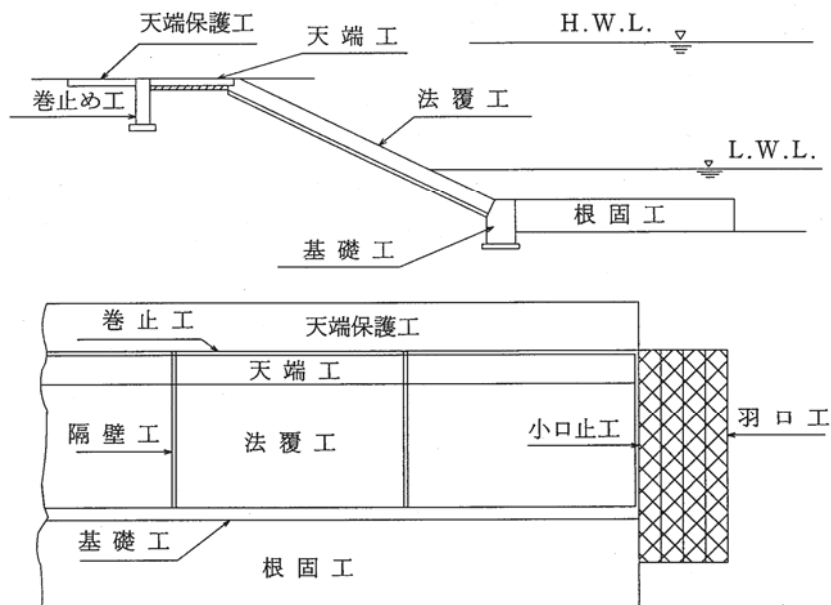 天端保護工
天端工
H.W.L.
巻止め工
法覆工
L.W.L.
根固工
基礎工
巻止工
天端保護工
天端工
隔壁工
法覆工
小口止工
羽口工
基礎工
根固工